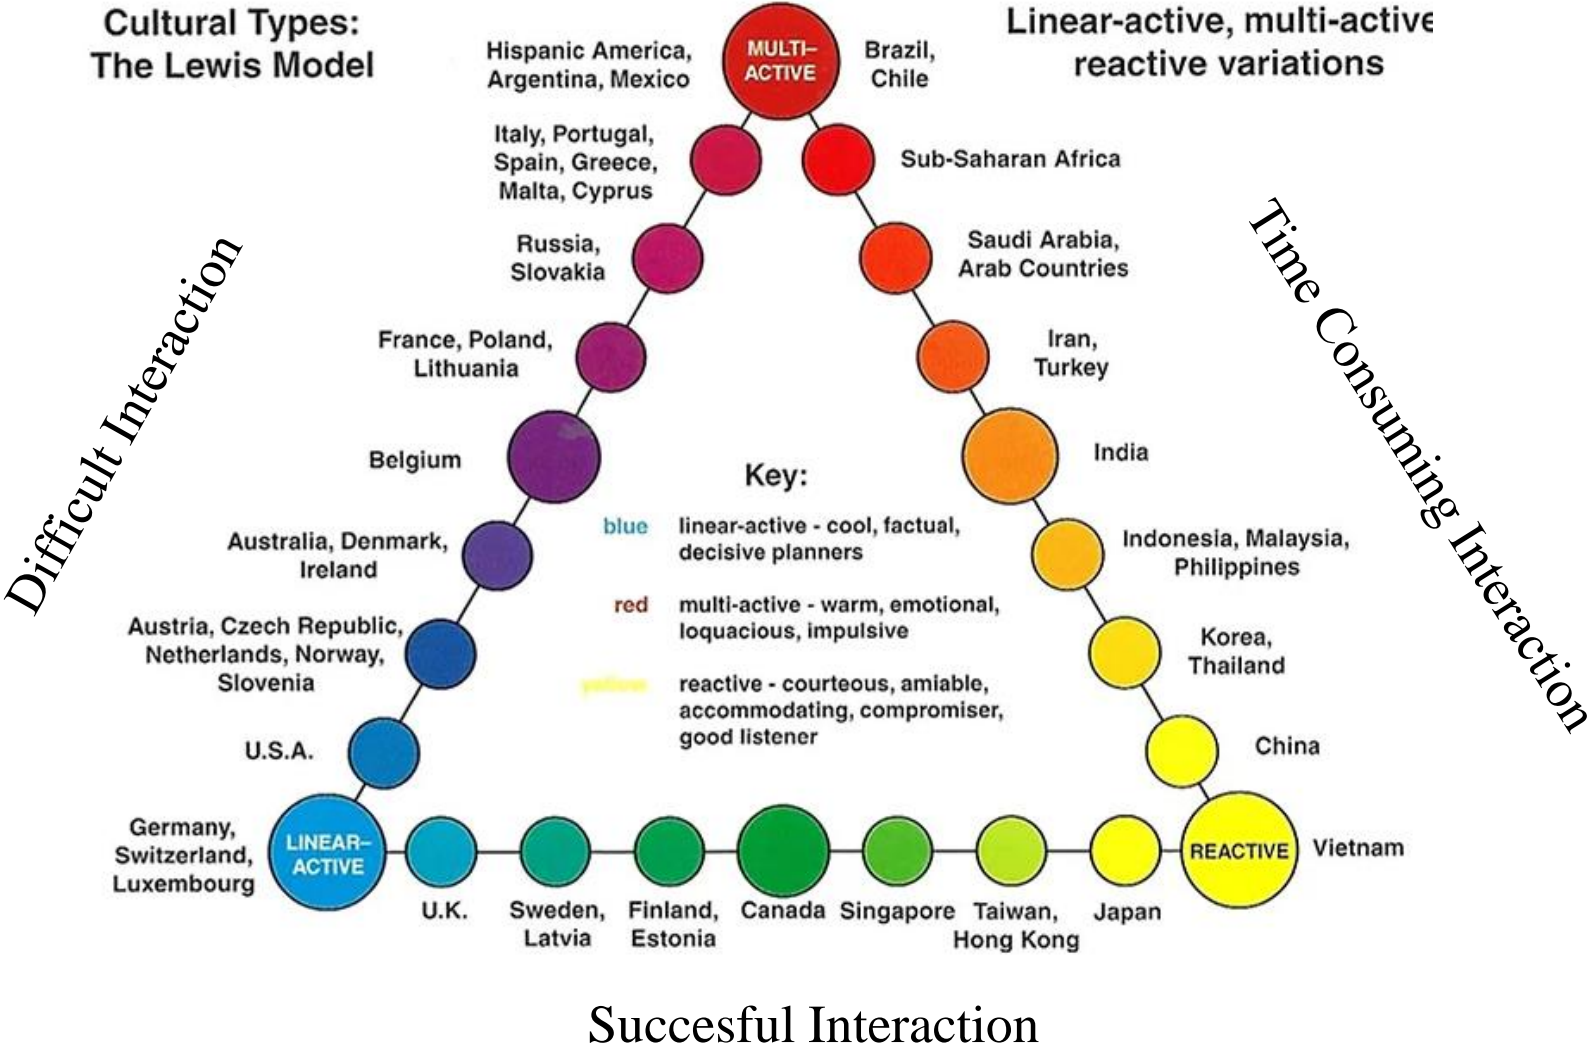 Cultural Types:
The Lewis Model
Linear-active, multi-active
reactive variations
MULTI–
ACTIVE
Hispanic America,
Argentina, Mexico
Brazil,
Chile
Italy, Portugal,
Spain, Greece,
Malta, Cyprus
Sub-Saharan Africa
Russia,
Slovakia
Saudi Arabia,
Arab Countries
France, Poland,
Lithuania
Iran,
Turkey
Belgium
India
Australia, Denmark,
Ireland
Indonesia, Malaysia,
Philippines
Austria, Czech Republic,
Netherlands, Norway,
Slovenia
Korea,
Thailand
U.S.A.
China
Germany,
Switzerland,
Luxembourg
LINEAR–
ACTIVE
REACTIVE
Vietnam
U.K.
Sweden,
Latvia
Finland,
Estonia
Canada
Singapore
Taiwan,
Hong Kong
Japan
Key:
blue linear-active - cool, factual,
decisive planners
red multi-active - warm, emotional,
loquacious, impulsive
yellow reactive - courteous, amiable,
accommodating, compromiser,
good listener
Difficult Interaction
Time Consuming Interaction
Succesful Interaction